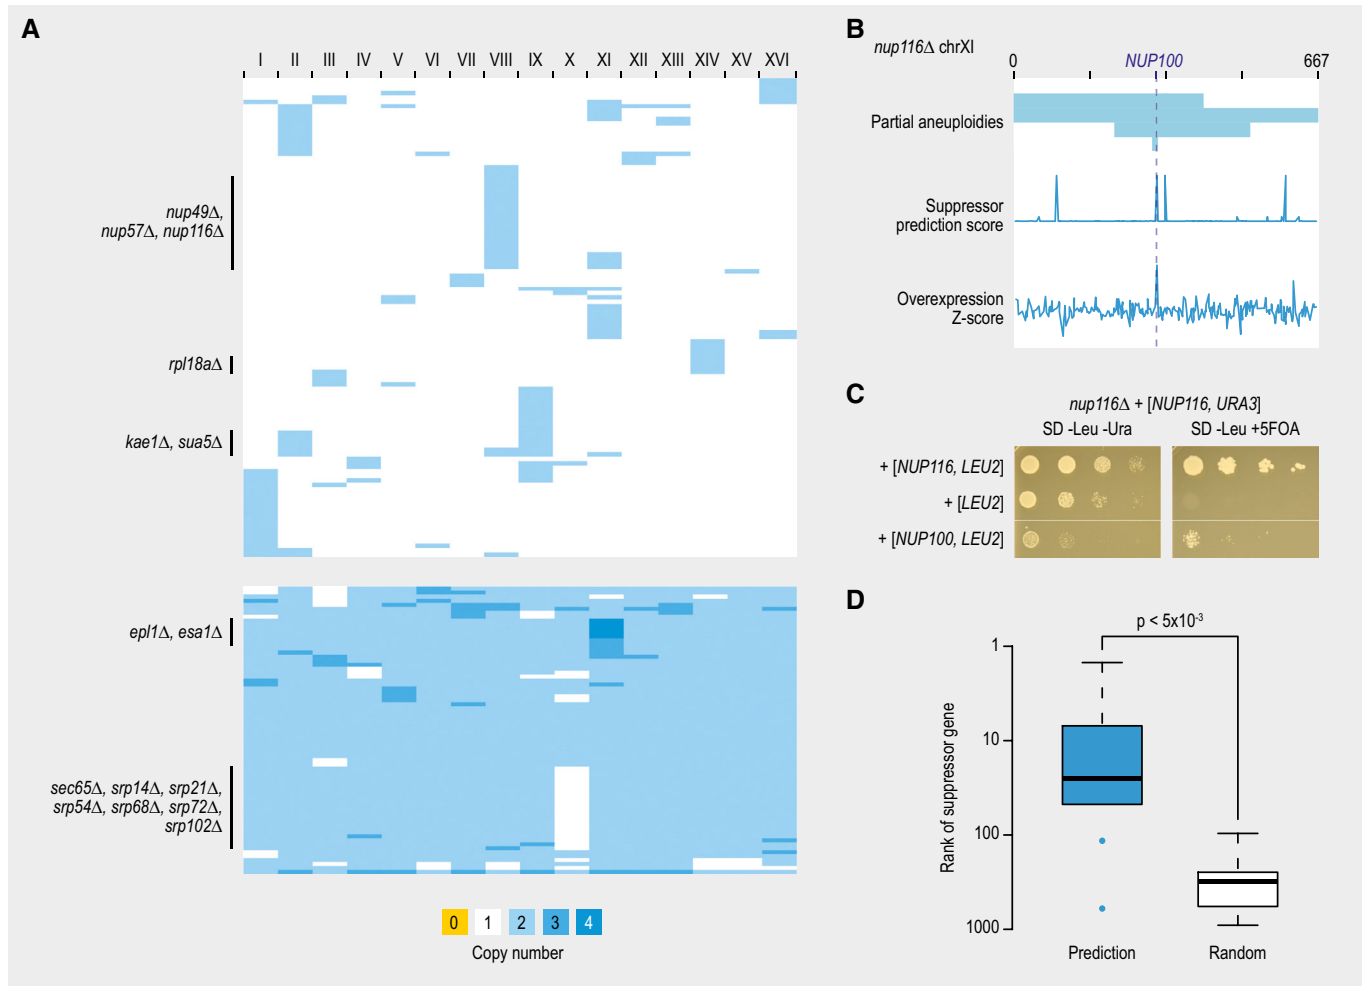 A
I II III IV V VI VII VIII IX X XI XII XIII XIV XV XVI
nup49Δ,
nup57Δ, nup116Δ
rpl18aΔ
kae1Δ, sua5Δ
epl1Δ, esa1Δ
sec65Δ, srp14Δ, srp21Δ,
srp54Δ, srp68Δ, srp72Δ,
srp102Δ
0 1 2 3 4
Copy number
B
nup116Δ chrXI
0 NUP100 667
Partial aneuploidies
Suppressor
prediction score
Overexpression
Z-score
C
nup116Δ + [NUP116, URA3]
SD -Leu -Ura SD -Leu +5FOA
+ [NUP116, LEU2]
+ [LEU2]
+ [NUP100, LEU2]
D
p < 5x10-3
Rank of suppressor gene
1
10
100
1000
Prediction Random